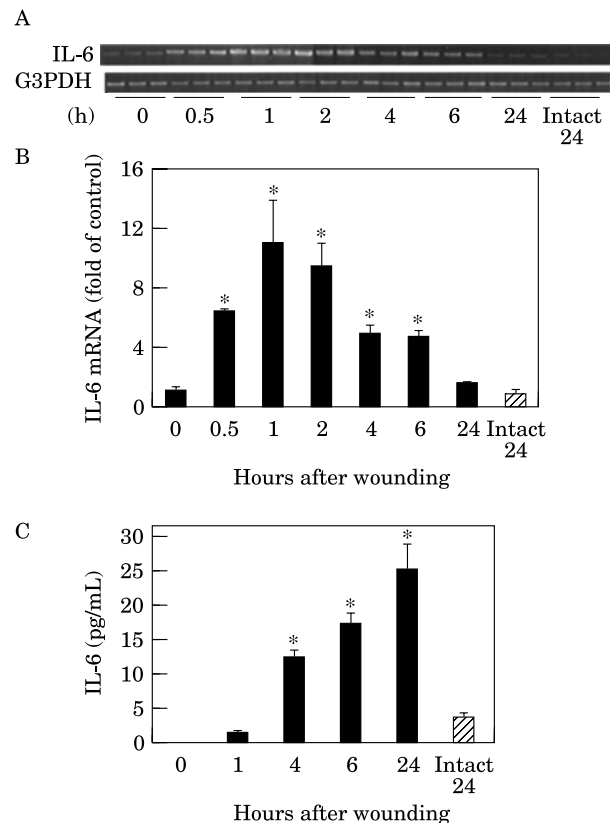 A
IL-6
G3PDH
(h) 0 0.5 1 2 4 6 24 Intact
24
B
16
12
8
4
0
IL-6 mRNA (fold of control)
* * * * *
0 0.5 1 2 4 6 24 Intact
24
Hours after wounding
C
30
25
20
15
10
5
0
IL-6 (pg/mL)
* * *
0 1 4 6 24 Intact
24
Hours after wounding